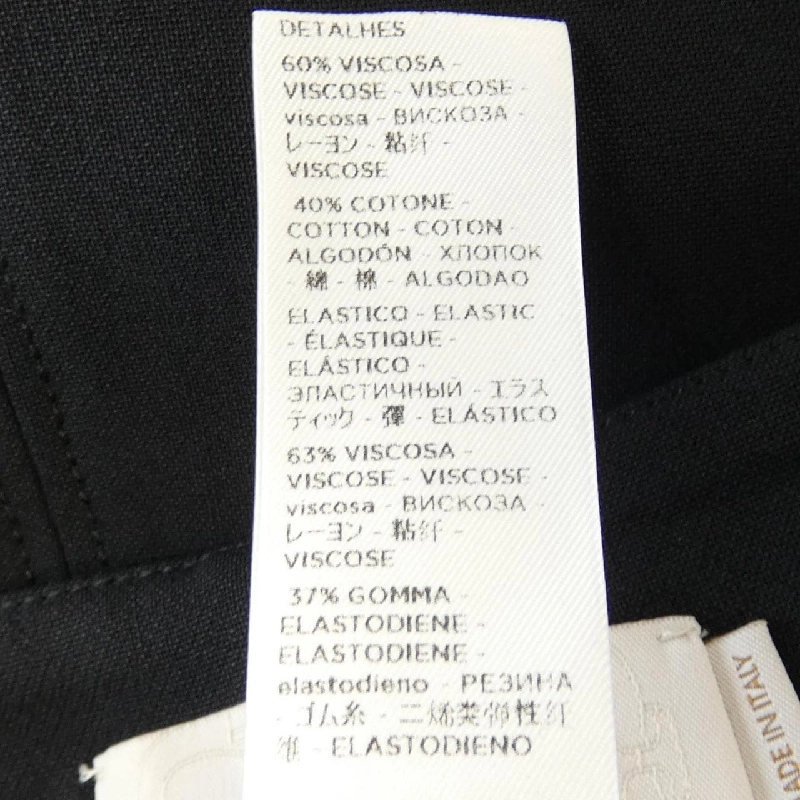 DETALHES
60% VISCOSA -
VISCOSE - VISCOSE -
viscosa - ВИСКОЗА -
レーヨン - 粘纤 -
VISCOSE
40% COTONE -
COTTON - COTON -
ALGODÓN - ХЛОПОК
- 綿 - 棉 - ALGODAO
ELASTICO - ELASTIC
- ÉLASTIQUE -
ELÁSTICO -
ЭЛАСТИЧНЫЙ - エラス
ティック - 彈 - ELÁSTICO
63% VISCOSA -
VISCOSE - VISCOSE -
viscosa - ВИСКОЗА -
レーヨン - 粘纤 -
VISCOSE
37% GOMMA -
ELASTODIENE -
ELASTODIENE -
elastodieno - РЕЗИНА
- ゴム糸 - 二烯类弹性纤
维 - ELASTODIENO
MADE IN ITALY